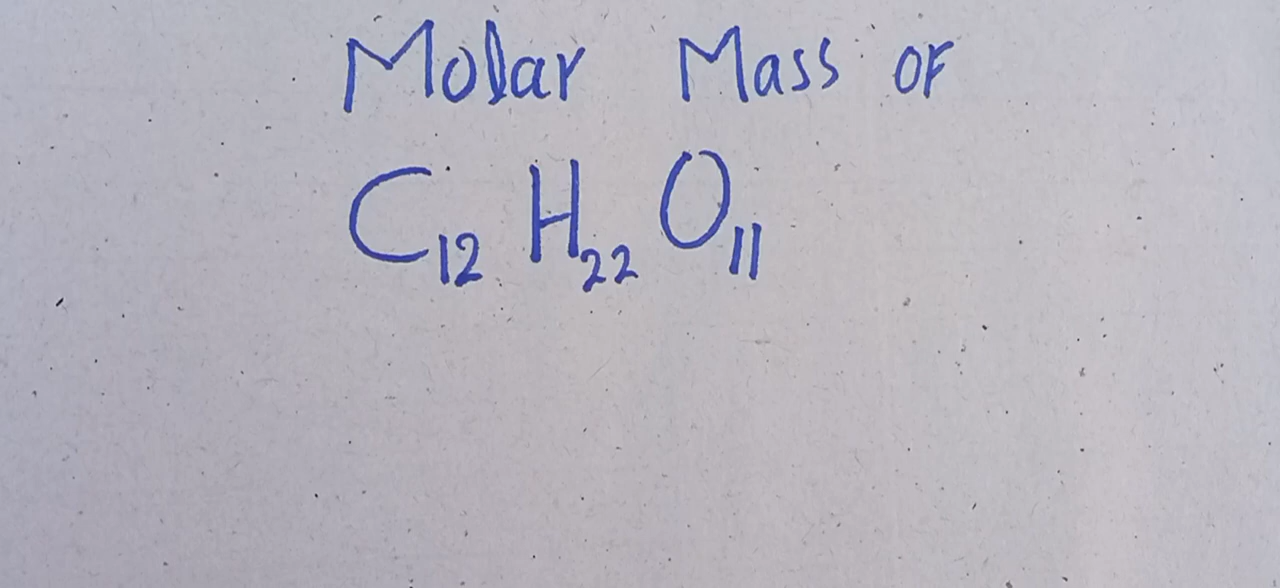 Molar Mass of
C₁₂ H₂₂ O₁₁